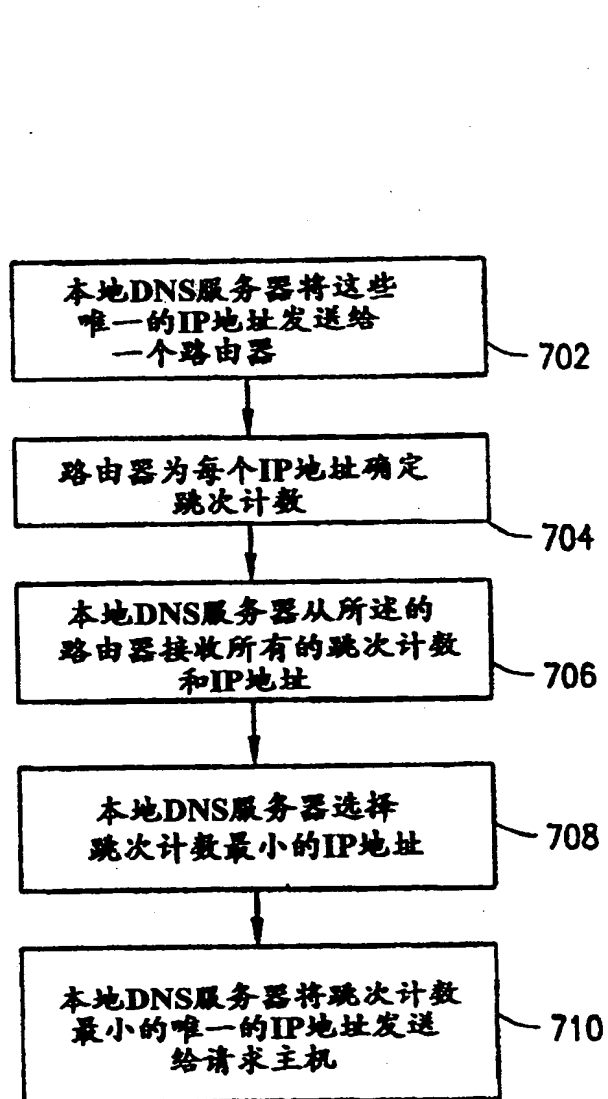 本地DNS服务器将这些
唯一的IP地址发送给
一个路由器
702
路由器为每个IP地址确定
跳次计数
704
本地DNS服务器从所述的
路由器接收所有的跳次计数
和IP地址
706
本地DNS服务器选择
跳次计数最小的IP地址
708
本地DNS服务器将跳次计数
最小的唯一的IP地址发送
给请求主机
710